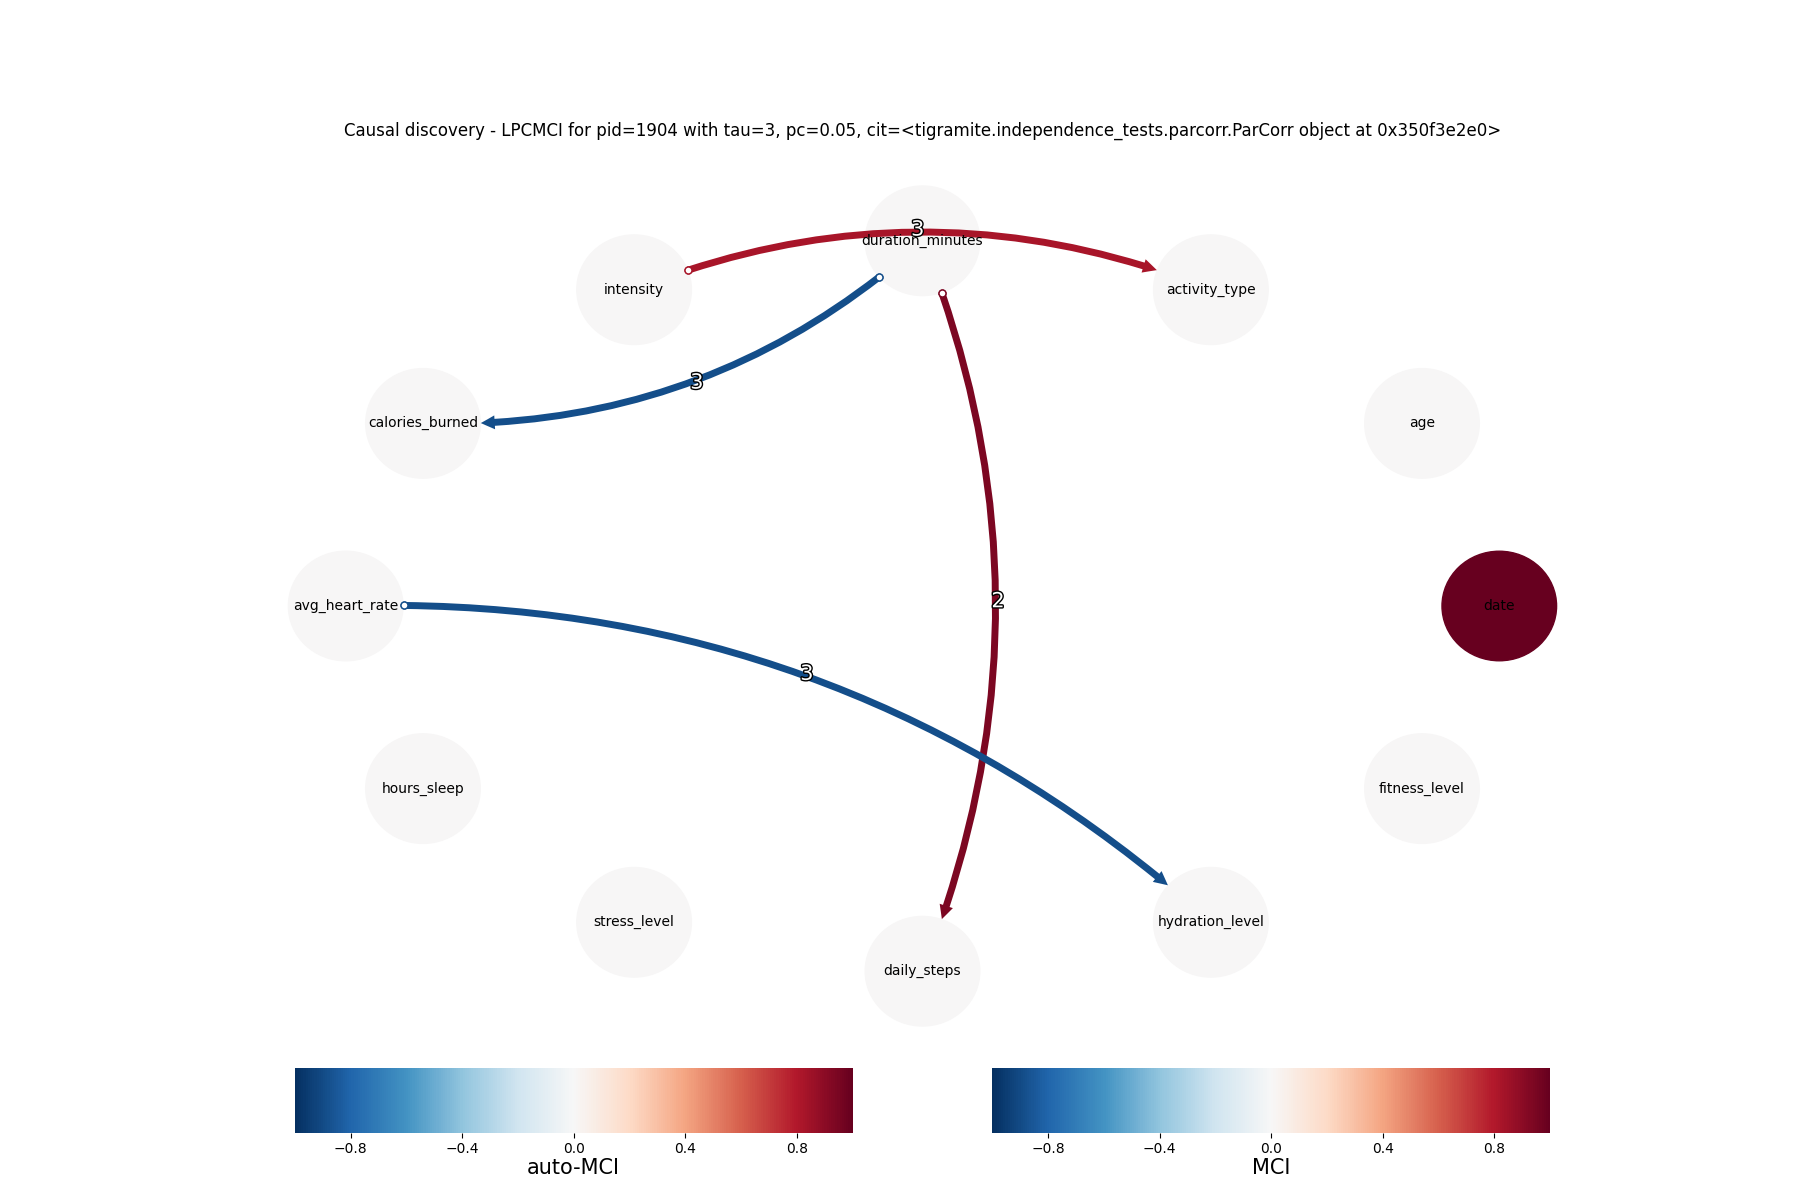 Causal discovery - LPCMCI for pid=1904 with tau=3, pc=0.05, cit=<tigramite.independence_tests.parcorr.ParCorr object at 0x350f3e2e0>
3
duration_minutes
intensity
activity_type
3
calories_burned
age
avg_heart_rate
2
date
3
hours_sleep
fitness_level
stress_level
hydration_level
daily_steps
−0.8 −0.4 0.0 0.4 0.8
auto-MCI
−0.8 −0.4 0.0 0.4 0.8
MCI